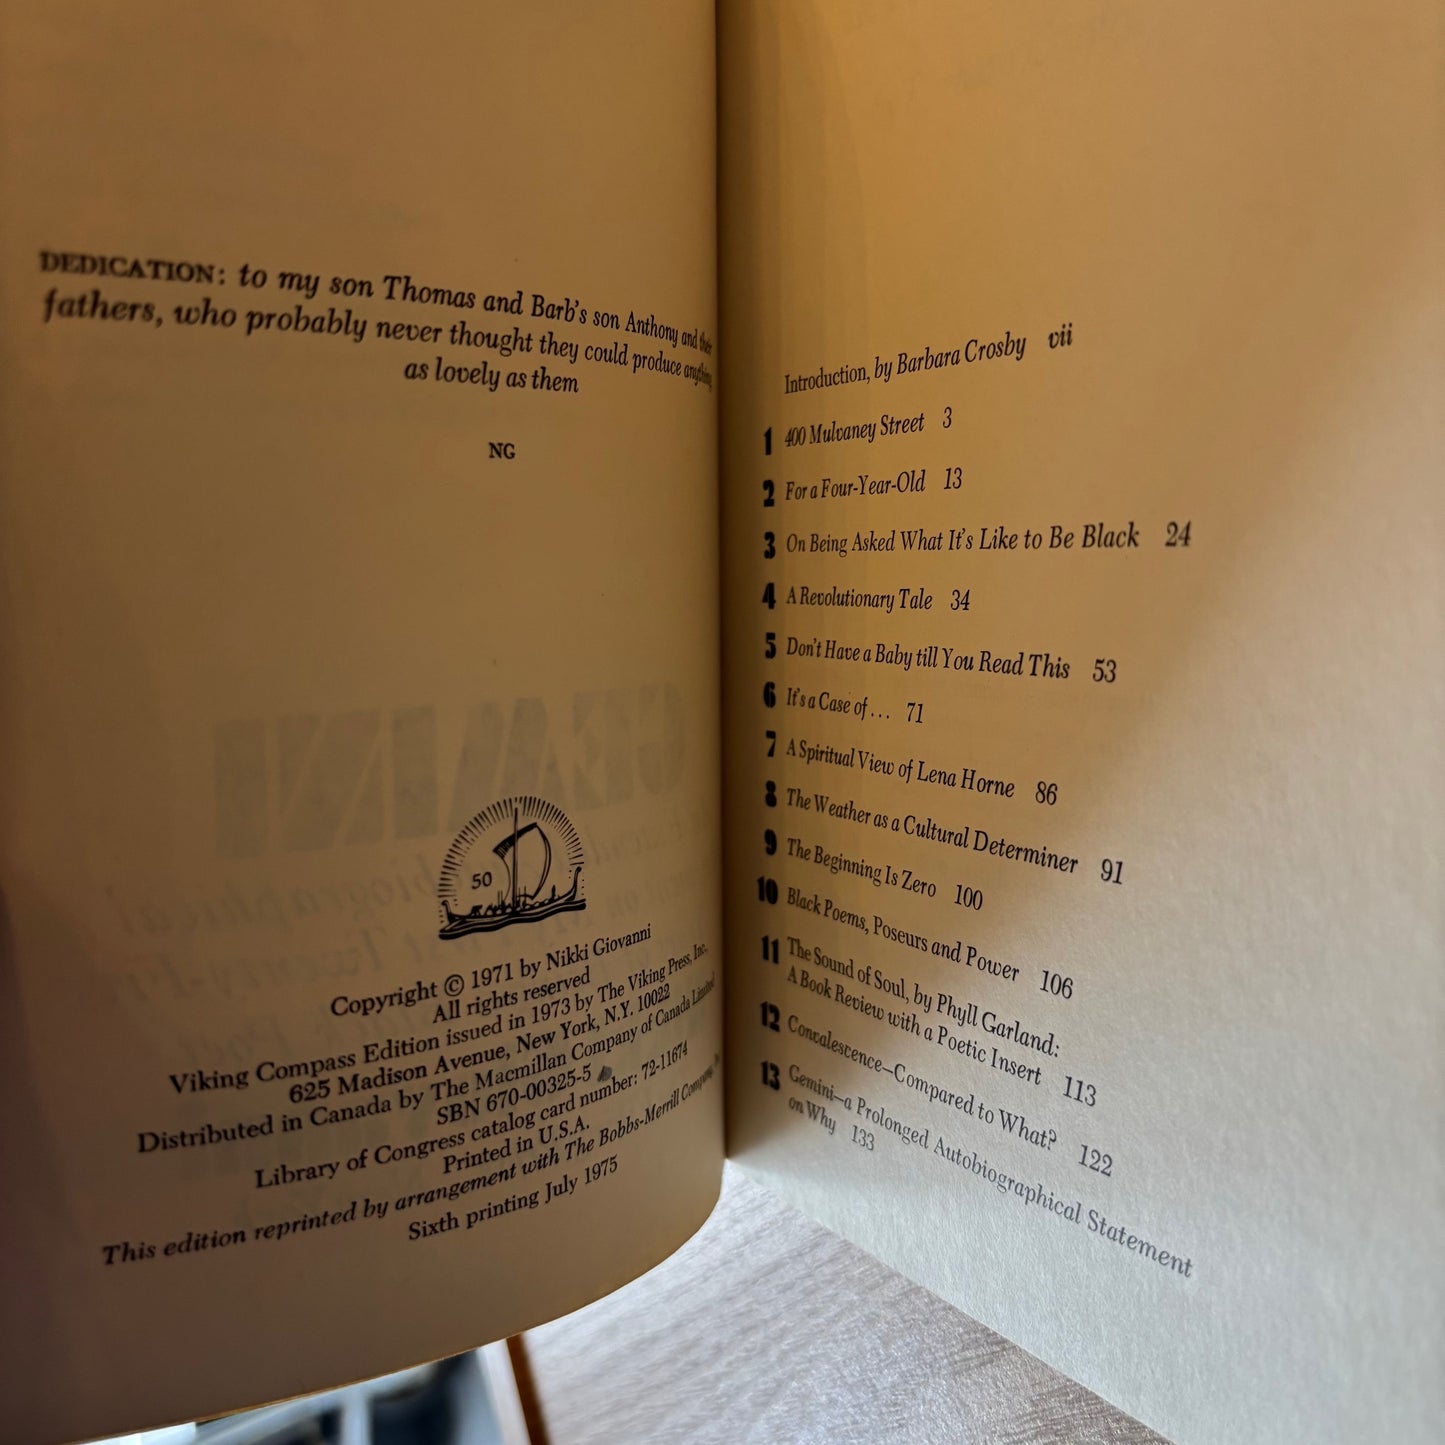 DEDICATION: to my son Thomas and Barb's son Anthony and their
fathers, who probably never thought they could produce anything
as lovely as them
NG
GEMINI
50
Copyright © 1971 by Nikki Giovanni
All rights reserved
Viking Compass Edition issued in 1973 by The Viking Press, Inc.,
625 Madison Avenue, New York, N.Y. 10022
Distributed in Canada by The Macmillan Company of Canada Limited
SBN 670-00325-5
Library of Congress catalog card number: 72-11674
Printed in U.S.A.
This edition reprinted by arrangement with The Bobbs-Merrill Company,
Sixth printing July 1975
Introduction, by Barbara Crosby vii
1 400 Mulvaney Street 3
2 For a Four-Year-Old 13
3 On Being Asked What It's Like to Be Black 24
4 A Revolutionary Tale 34
5 Don't Have a Baby till You Read This 53
6 It's a Case of . . . 71
7 A Spiritual View of Lena Horne 86
8 The Weather as a Cultural Determiner 91
9 The Beginning Is Zero 100
10 Black Poems, Poseurs and Power 106
11 The Sound of Soul, by Phyll Garland:
A Book Review with a Poetic Insert 113
12 Convalescence—Compared to What? 122
13 Gemini—a Prolonged Autobiographical Statement
on Why 133